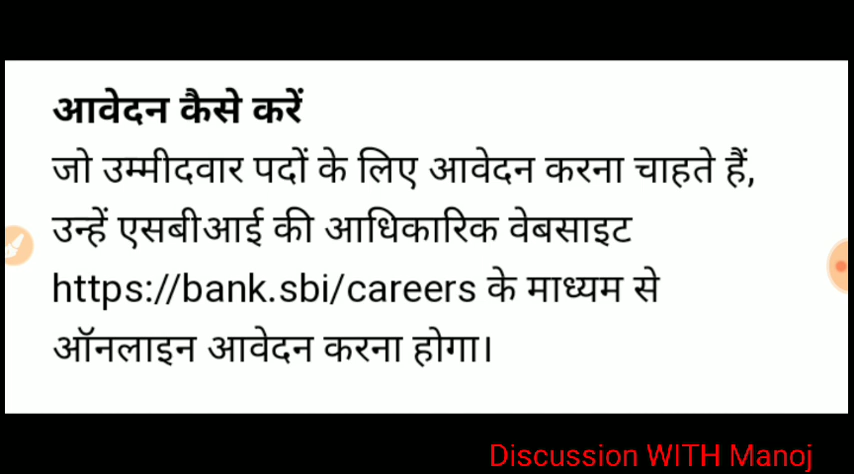 आवेदन कैसे करें
जो उम्मीदवार पदों के लिए आवेदन करना चाहते हैं,
उन्हें एसबीआई की आधिकारिक वेबसाइट
https://bank.sbi/careers के माध्यम से
ऑनलाइन आवेदन करना होगा।
Discussion WITH Manoj